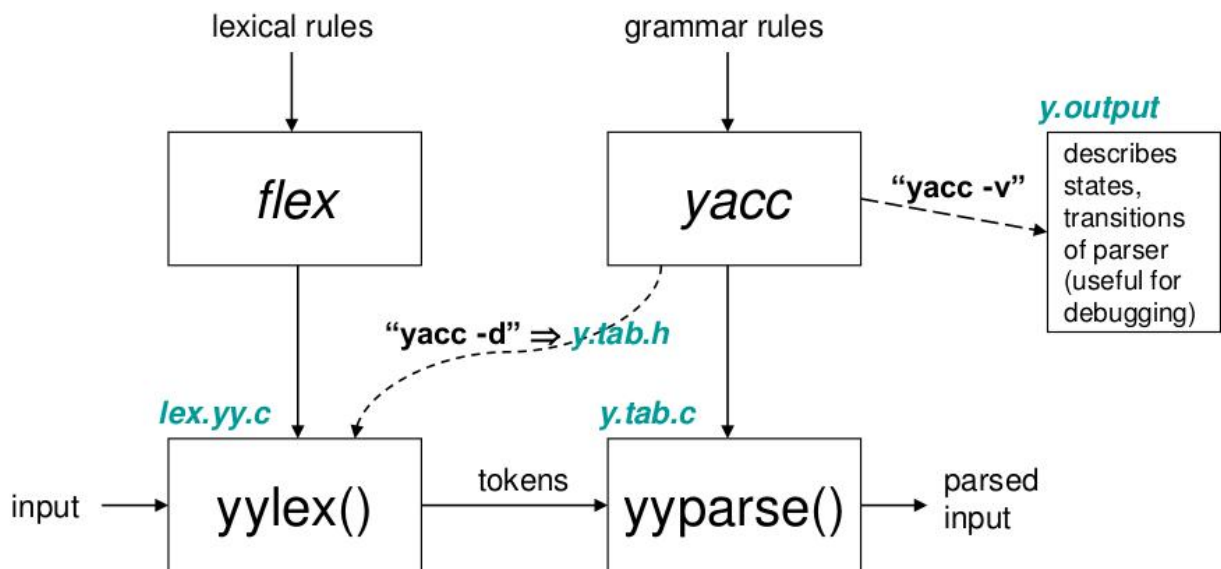 lexical rules
grammar rules
y.output
flex
yacc
“yacc -v”
describes
states,
transitions
of parser
(useful for
debugging)
“yacc -d” ⇒ y.tab.h
lex.yy.c
y.tab.c
input
yylex()
tokens
yyparse()
parsed
input